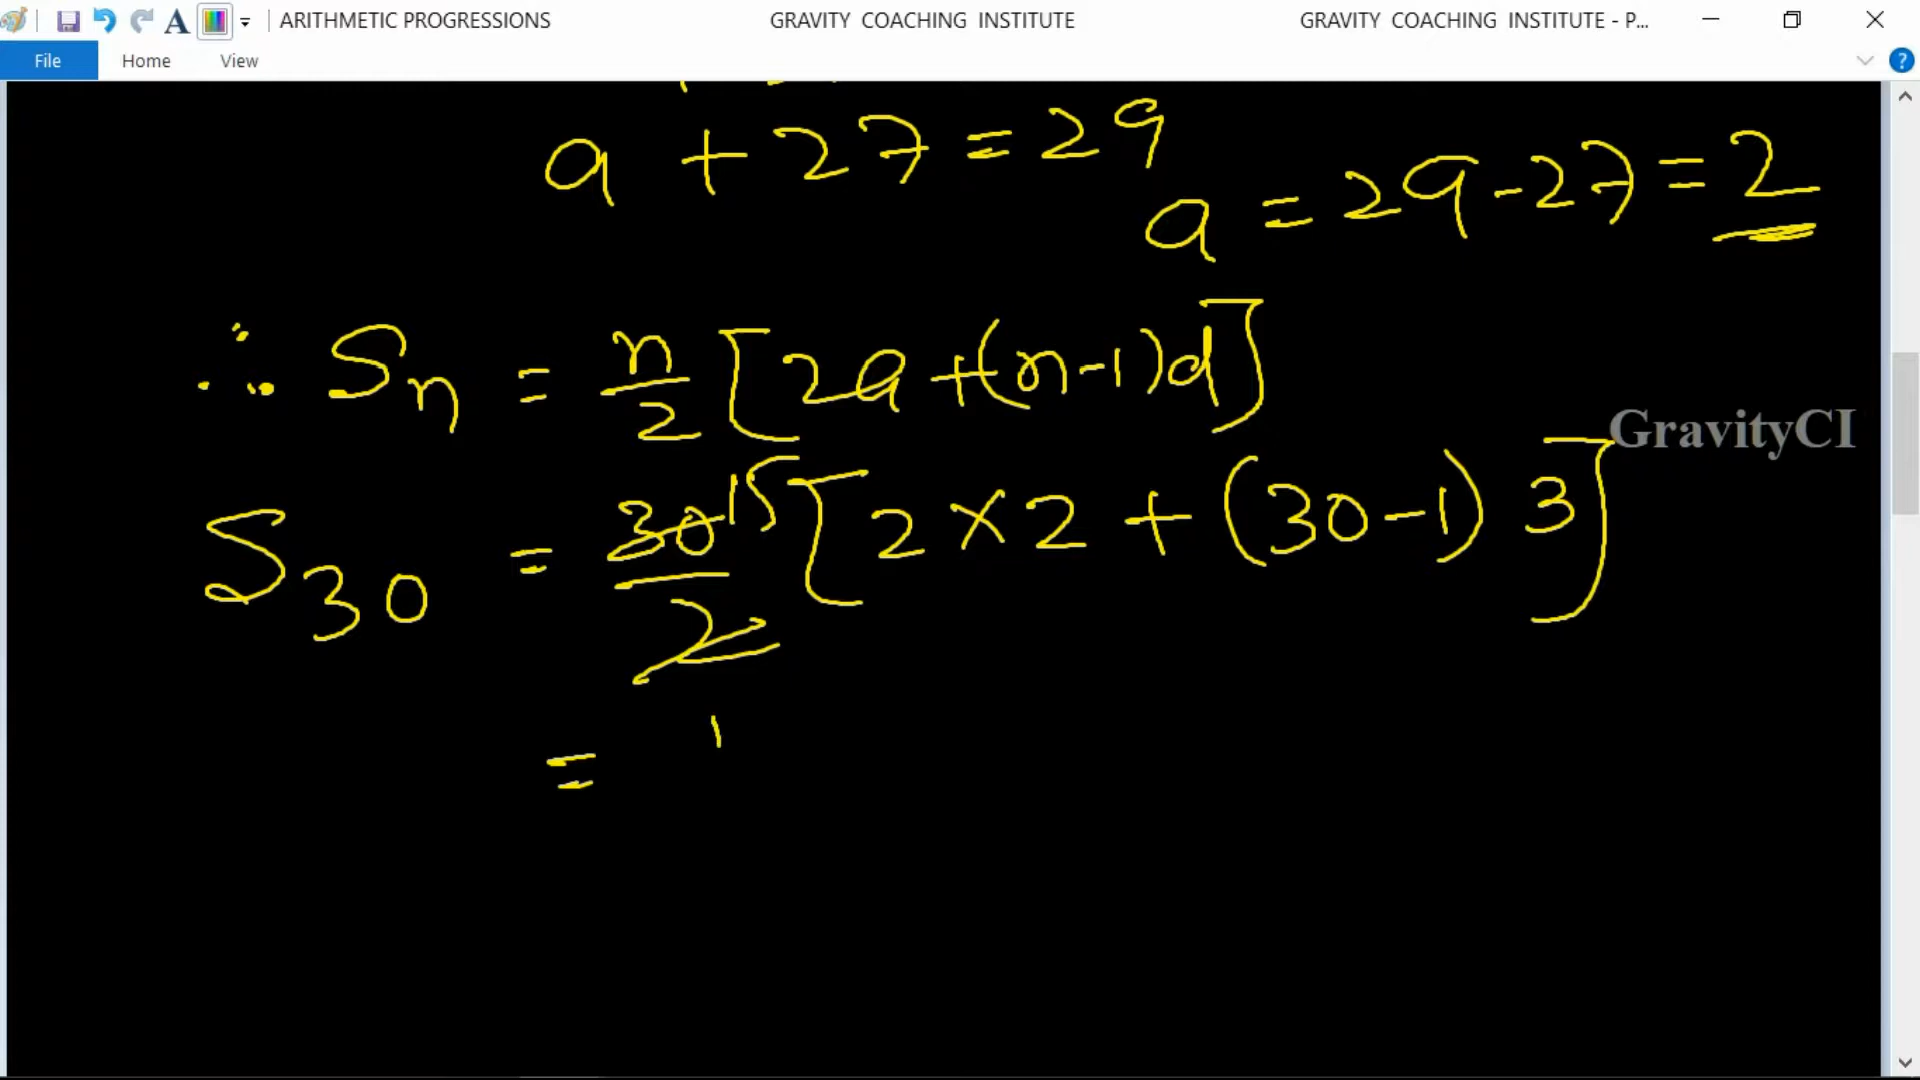 ARITHMETIC PROGRESSIONS GRAVITY COACHING INSTITUTE GRAVITY COACHING INSTITUTE - P...
File Home View
a + 27 = 29
a = 29 - 27 = 2
∴ Sn = n/2 [2a + (n-1)d]
GravityCI
S30 = 30/2 15 [2 × 2 + (30-1) 3]
= 1